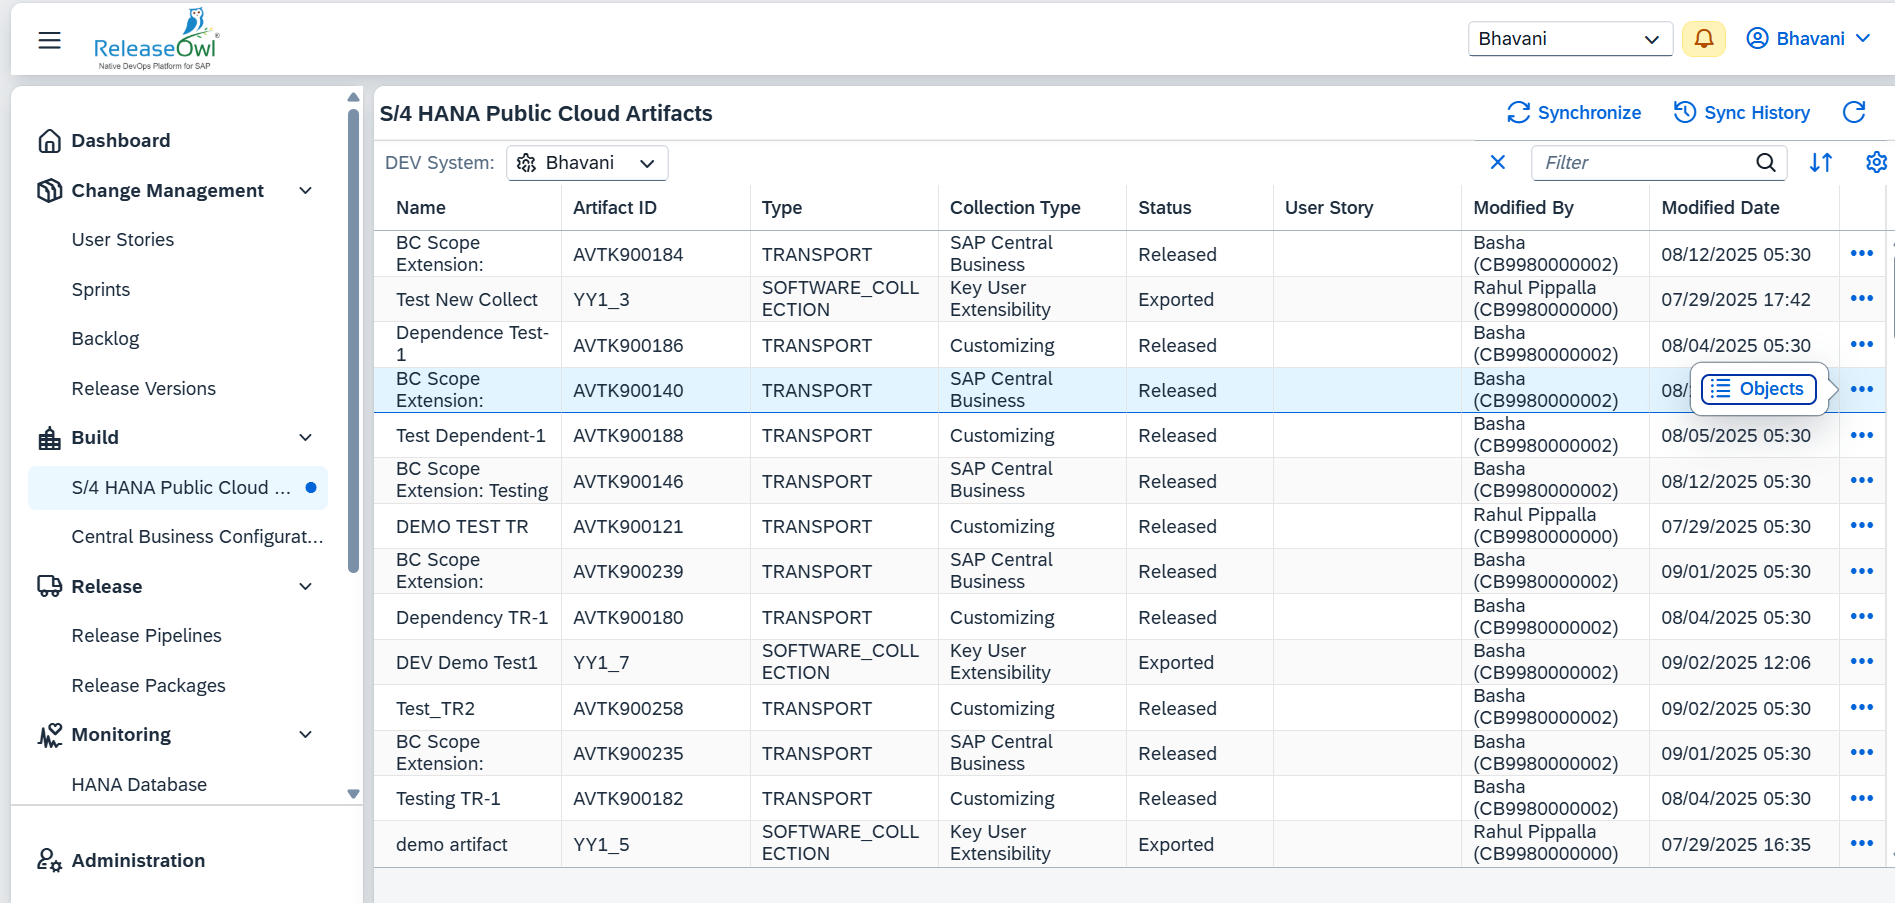 ReleaseOwl®
Native DevOps Platform for SAP
Bhavani
Bhavani
Dashboard
Change Management
User Stories
Sprints
Backlog
Release Versions
Build
S/4 HANA Public Cloud ...
Central Business Configurat...
Release
Release Pipelines
Release Packages
Monitoring
HANA Database
Administration
S/4 HANA Public Cloud Artifacts
Synchronize
Sync History
DEV System: Bhavani
Filter
Name Artifact ID Type Collection Type Status User Story Modified By Modified Date
BC Scope
Extension: AVTK900184 TRANSPORT SAP Central
Business Released Basha
(CB9980000002) 08/12/2025 05:30
Test New Collect YY1_3 SOFTWARE_COLL
ECTION Key User
Extensibility Exported Rahul Pippalla
(CB9980000000) 07/29/2025 17:42
Dependence Test-
1 AVTK900186 TRANSPORT Customizing Released Basha
(CB9980000002) 08/04/2025 05:30
BC Scope
Extension: AVTK900140 TRANSPORT SAP Central
Business Released Basha
(CB9980000002) 08/ Objects
Test Dependent-1 AVTK900188 TRANSPORT Customizing Released Basha
(CB9980000002) 08/05/2025 05:30
BC Scope
Extension: Testing AVTK900146 TRANSPORT SAP Central
Business Released Basha
(CB9980000002) 08/12/2025 05:30
DEMO TEST TR AVTK900121 TRANSPORT Customizing Released Rahul Pippalla
(CB9980000000) 07/29/2025 05:30
BC Scope
Extension: AVTK900239 TRANSPORT SAP Central
Business Released Basha
(CB9980000002) 09/01/2025 05:30
Dependency TR-1 AVTK900180 TRANSPORT Customizing Released Basha
(CB9980000002) 08/04/2025 05:30
DEV Demo Test1 YY1_7 SOFTWARE_COLL
ECTION Key User
Extensibility Exported Basha
(CB9980000002) 09/02/2025 12:06
Test_TR2 AVTK900258 TRANSPORT Customizing Released Basha
(CB9980000002) 09/02/2025 05:30
BC Scope
Extension: AVTK900235 TRANSPORT SAP Central
Business Released Basha
(CB9980000002) 09/01/2025 05:30
Testing TR-1 AVTK900182 TRANSPORT Customizing Released Basha
(CB9980000002) 08/04/2025 05:30
demo artifact YY1_5 SOFTWARE_COLL
ECTION Key User
Extensibility Exported Rahul Pippalla
(CB9980000000) 07/29/2025 16:35